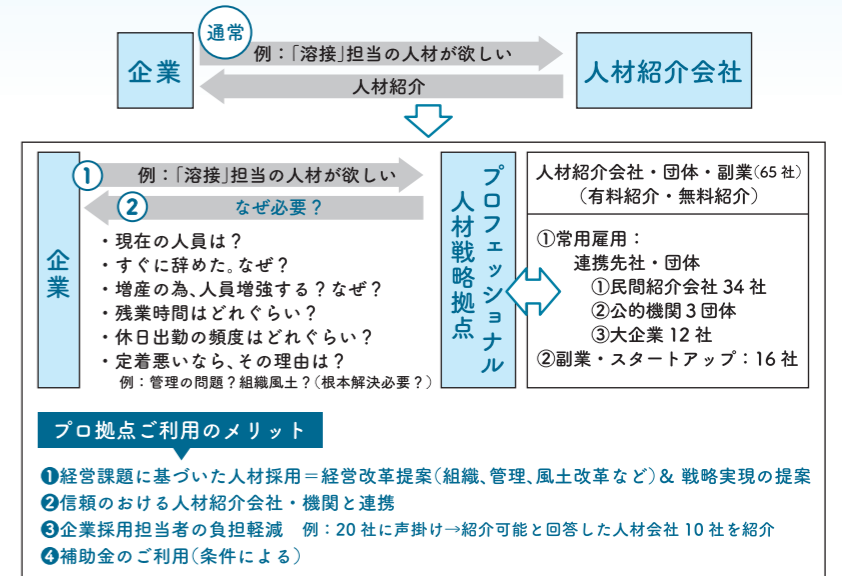 通常
企業
例：｢溶接｣担当の人材が欲しい
人材紹介
人材紹介会社
企業
① 例：｢溶接｣担当の人材が欲しい
② なぜ必要？
・現在の人員は？
・すぐに辞めた。なぜ？
・増産の為、人員増強する？なぜ？
・残業時間はどれぐらい？
・休日出勤の頻度はどれぐらい？
・定着悪いなら、その理由は？
例：管理の問題？組織風土？（根本解決必要？）
プロフェッショナル
人材戦略拠点
人材紹介会社・団体・副業（65 社）
（有料紹介・無料紹介）
①常用雇用：
連携先社・団体
①民間紹介会社 34 社
②公的機関３団体
③大企業 12 社
②副業・スタートアップ：16 社
プロ拠点ご利用のメリット
❶経営課題に基づいた人材採用＝経営改革提案（組織、管理、風土改革など）& 戦略実現の提案
❷信頼のおける人材紹介会社・機関と連携
❸企業採用担当者の負担軽減　例：20 社に声掛け→紹介可能と回答した人材会社 10 社を紹介
❹補助金のご利用（条件による）